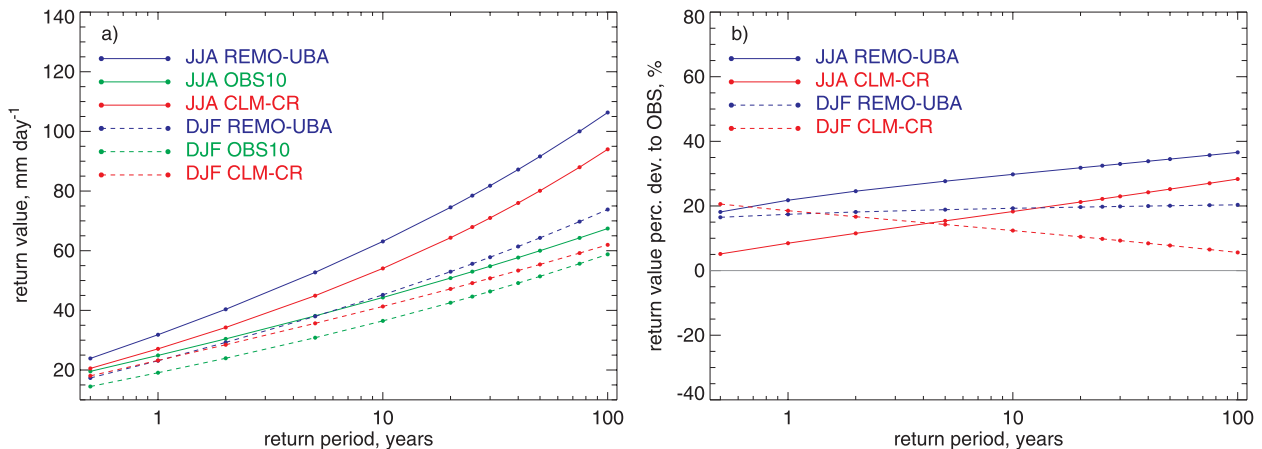 a)
JJA REMO-UBA
JJA OBS10
JJA CLM-CR
DJF REMO-UBA
DJF OBS10
DJF CLM-CR
140
120
100
80
60
40
20
return value, mm day-1
1 10 100
return period, years
b)
JJA REMO-UBA
JJA CLM-CR
DJF REMO-UBA
DJF CLM-CR
80
60
40
20
0
-20
-40
return value perc. dev. to OBS, %
1 10 100
return period, years